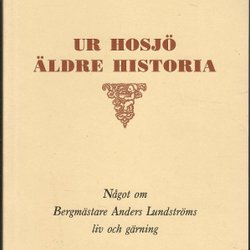 UR HOSJÖ
ÄLDRE HISTORIA
Något om
Bergmästare Anders Lundströms
liv och gärning